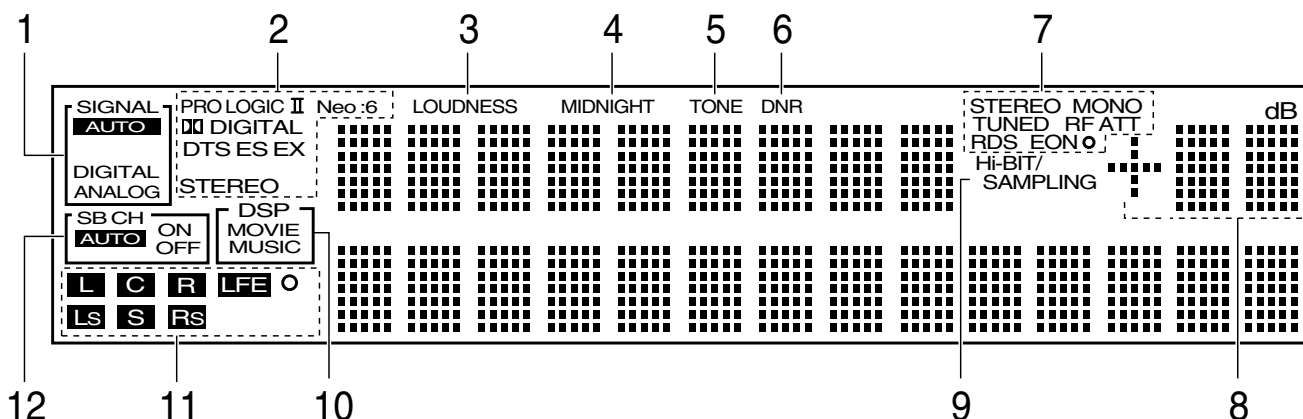 1 2 3 4 5 6 7
SIGNAL
AUTO
DIGITAL
ANALOG
PRO LOGIC II Neo :6
DIGITAL
DTS ES EX
STEREO
LOUDNESS MIDNIGHT TONE DNR
STEREO MONO
TUNED RF ATT
RDS EON
Hi-BIT/
SAMPLING
dB
SB CH
AUTO ON
OFF
DSP
MOVIE
MUSIC
L C R LFE
Ls S Rs
12 11 10 9 8